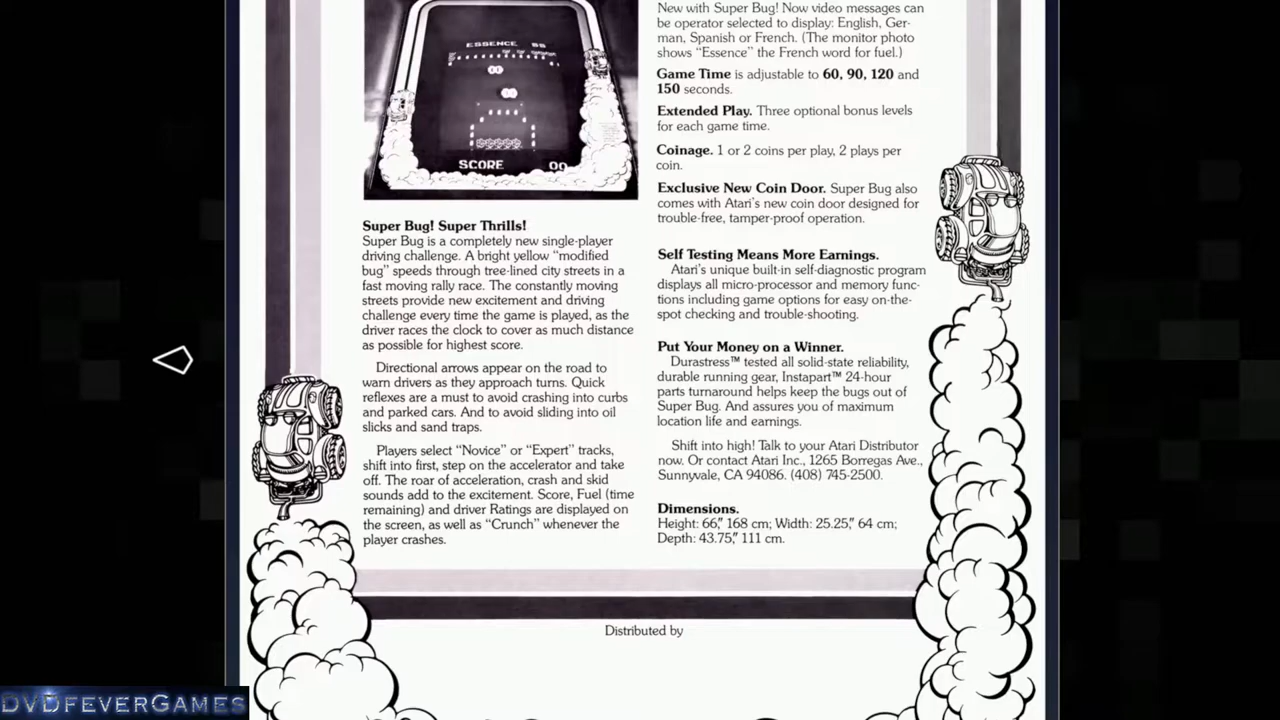 ESSENCE 55
SCORE 00
Super Bug! Super Thrills!
Super Bug is a completely new single-player
driving challenge. A bright yellow “modified
bug” speeds through tree-lined city streets in a
fast moving rally race. The constantly moving
streets provide new excitement and driving
challenge every time the game is played, as the
driver races the clock to cover as much distance
as possible for highest score.
Directional arrows appear on the road to
warn drivers as they approach turns. Quick
reflexes are a must to avoid crashing into curbs
and parked cars. And to avoid sliding into oil
slicks and sand traps.
Players select “Novice” or “Expert” tracks,
shift into first, step on the accelerator and take
off. The roar of acceleration, crash and skid
sounds add to the excitement. Score, Fuel (time
remaining) and driver Ratings are displayed on
the screen, as well as “Crunch” whenever the
player crashes.
New with Super Bug! Now video messages can
be operator selected to display: English, Ger-
man, Spanish or French. (The monitor photo
shows “Essence” the French word for fuel.)
Game Time is adjustable to 60, 90, 120 and
150 seconds.
Extended Play. Three optional bonus levels
for each game time.
Coinage. 1 or 2 coins per play, 2 plays per
coin.
Exclusive New Coin Door. Super Bug also
comes with Atari’s new coin door designed for
trouble-free, tamper-proof operation.
Self Testing Means More Earnings.
Atari’s unique built-in self-diagnostic program
displays all micro-processor and memory func-
tions including game options for easy on-the-
spot checking and trouble-shooting.
Put Your Money on a Winner.
Durastress™ tested all solid-state reliability,
durable running gear, Instapart™ 24-hour
parts turnaround helps keep the bugs out of
Super Bug. And assures you of maximum
location life and earnings.
Shift into high! Talk to your Atari Distributor
now. Or contact Atari Inc., 1265 Borregas Ave.,
Sunnyvale, CA 94086. (408) 745-2500.
Dimensions.
Height: 66,” 168 cm; Width: 25.25,” 64 cm;
Depth: 43.75,” 111 cm.
Distributed by
DVDFEVERGAMES